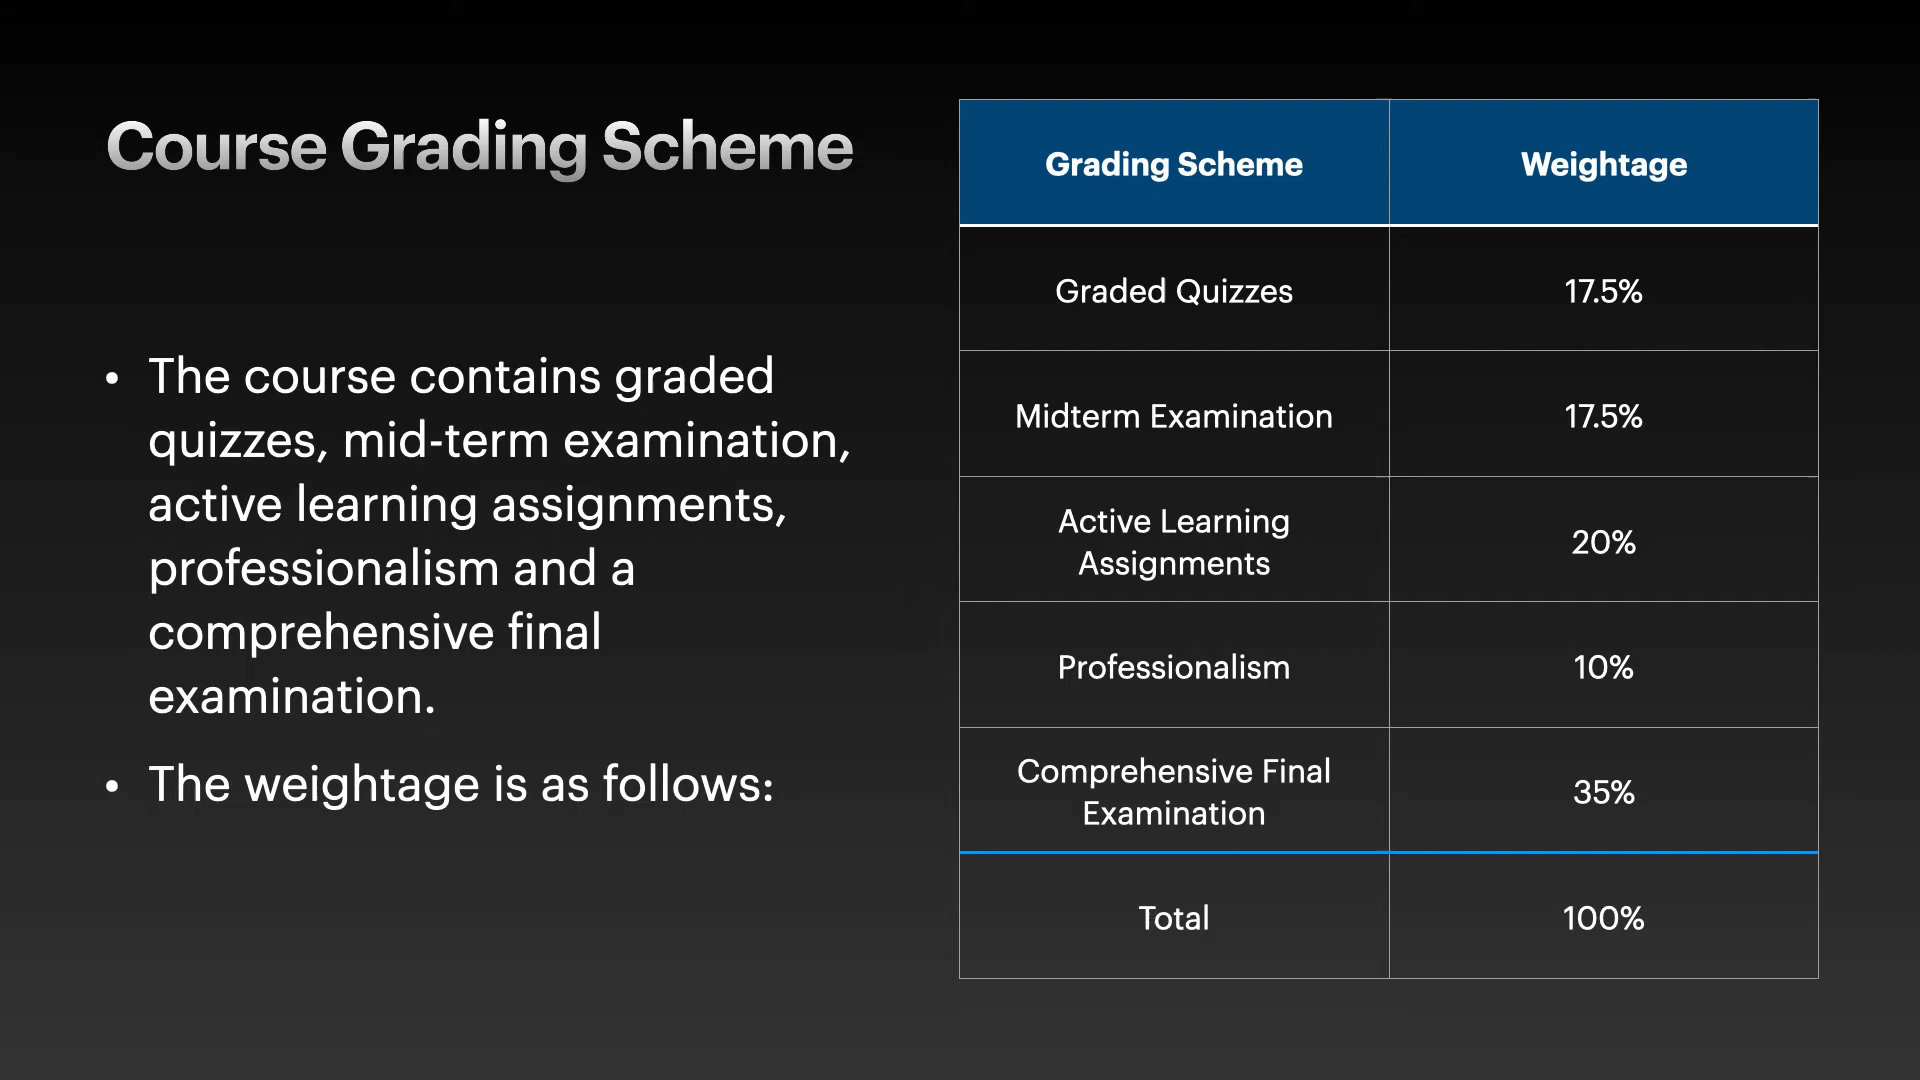 Course Grading Scheme
• The course contains graded
quizzes, mid-term examination,
active learning assignments,
professionalism and a
comprehensive final
examination.
• The weightage is as follows:
Grading Scheme Weightage
Graded Quizzes 17.5%
Midterm Examination 17.5%
Active Learning
Assignments 20%
Professionalism 10%
Comprehensive Final
Examination 35%
Total 100%